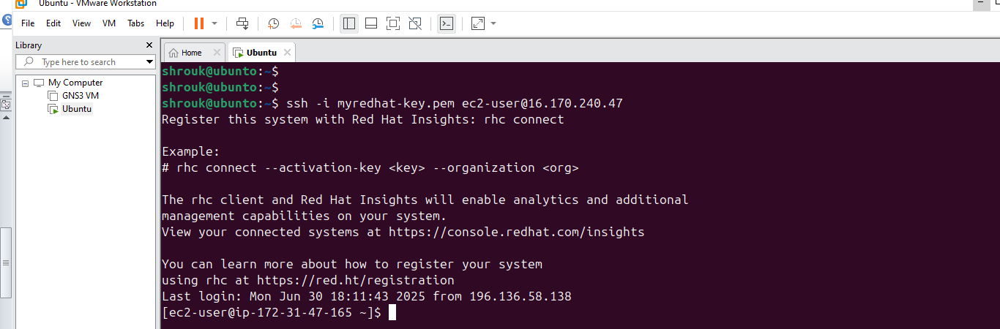 Ubuntu - VMware Workstation
File Edit View VM Tabs Help
Library
Type here to search
My Computer
GNS3 VM
Ubuntu
Home
Ubuntu
shrouk@ubunto:~$
shrouk@ubunto:~$
shrouk@ubunto:~$ ssh -i myredhat-key.pem ec2-user@16.170.240.47
Register this system with Red Hat Insights: rhc connect
Example:
# rhc connect --activation-key <key> --organization <org>
The rhc client and Red Hat Insights will enable analytics and additional
management capabilities on your system.
View your connected systems at https://console.redhat.com/insights
You can learn more about how to register your system
using rhc at https://red.ht/registration
Last login: Mon Jun 30 18:11:43 2025 from 196.136.58.138
[ec2-user@ip-172-31-47-165 ~]$